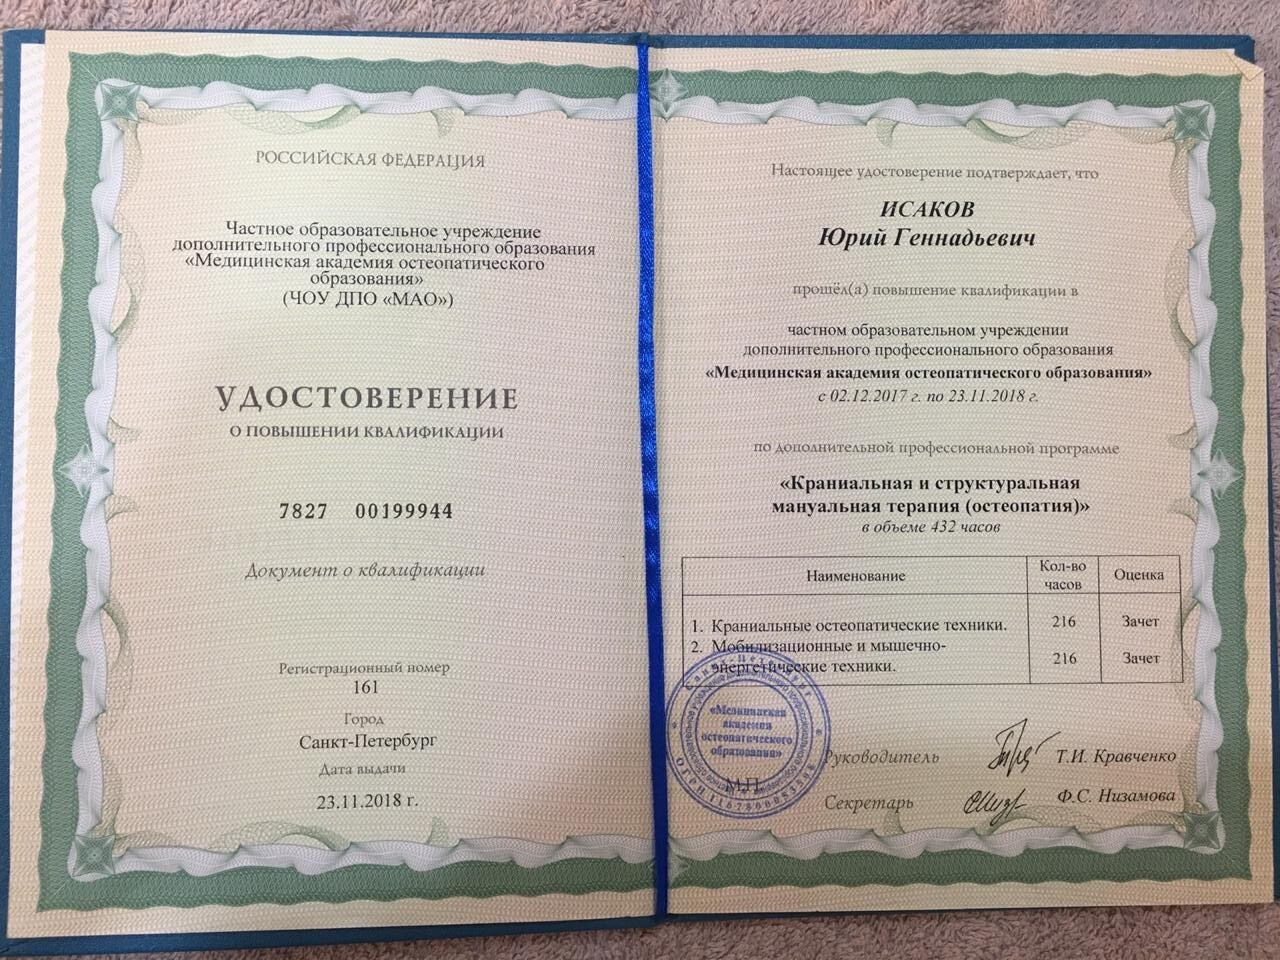 РОССИЙСКАЯ ФЕДЕРАЦИЯ
Частное образовательное учреждение
дополнительного профессионального образования
«Медицинская академия остеопатического
образования»
(ЧОУ ДПО «МАО»)
УДОСТОВЕРЕНИЕ
О ПОВЫШЕНИИ КВАЛИФИКАЦИИ
7827 00199944
Документ о квалификации
Регистрационный номер
161
Город
Санкт-Петербург
Дата выдачи
23.11.2018 г.
Настоящее удостоверение подтверждает, что
ИСАКОВ
Юрий Геннадьевич
прошёл(а) повышение квалификации в
частном образовательном учреждении
дополнительного профессионального образования
«Медицинская академия остеопатического образования»
с 02.12.2017 г. по 23.11.2018 г.
по дополнительной профессиональной программе
«Краниальная и структуральная
мануальная терапия (остеопатия)»
в объеме 432 часов
Наименование Кол-во часов Оценка
1. Краниальные остеопатические техники. 216 Зачет
2. Мобилизационные и мышечно-
энергетические техники. 216 Зачет
Санкт-Петербург
«Медицинская
академия
остеопатического
образования»
М.П.
Руководитель Т.И. Кравченко
Секретарь Ф.С. Низамова